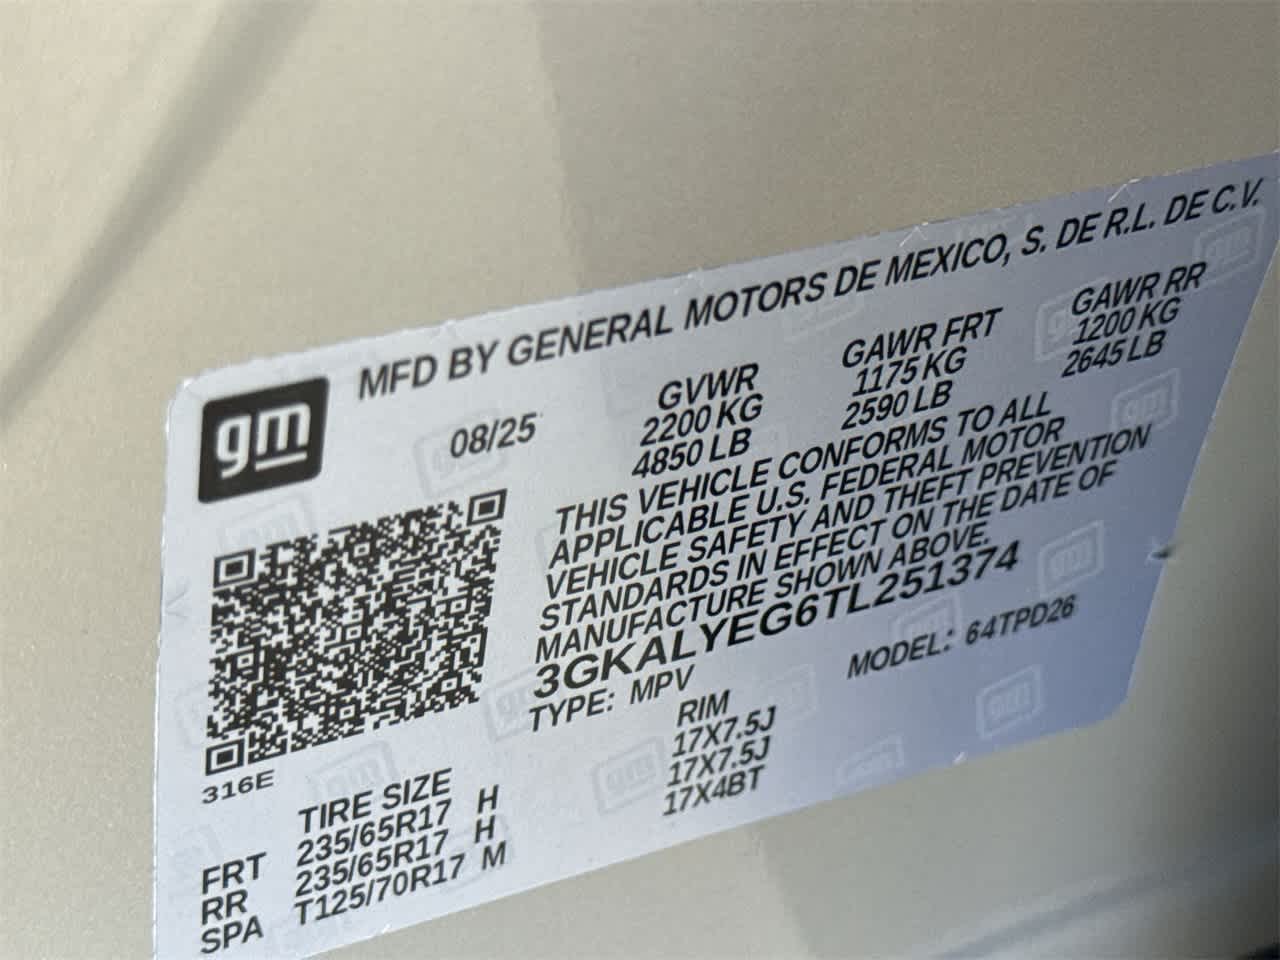 MFD BY GENERAL MOTORS DE MEXICO, S. DE R.L. DE C.V.
gm
08/25
GVWR GAWR FRT GAWR RR
2200 KG 1175 KG 1200 KG
4850 LB 2590 LB 2645 LB
THIS VEHICLE CONFORMS TO ALL
APPLICABLE U.S. FEDERAL MOTOR
VEHICLE SAFETY AND THEFT PREVENTION
STANDARDS IN EFFECT ON THE DATE OF
MANUFACTURE SHOWN ABOVE.
3GKALYEG6TL251374
TYPE: MPV MODEL: 64TPD26
316E
TIRE SIZE RIM
FRT 235/65R17 H 17X7.5J
RR 235/65R17 H 17X7.5J
SPA T125/70R17 M 17X4BT